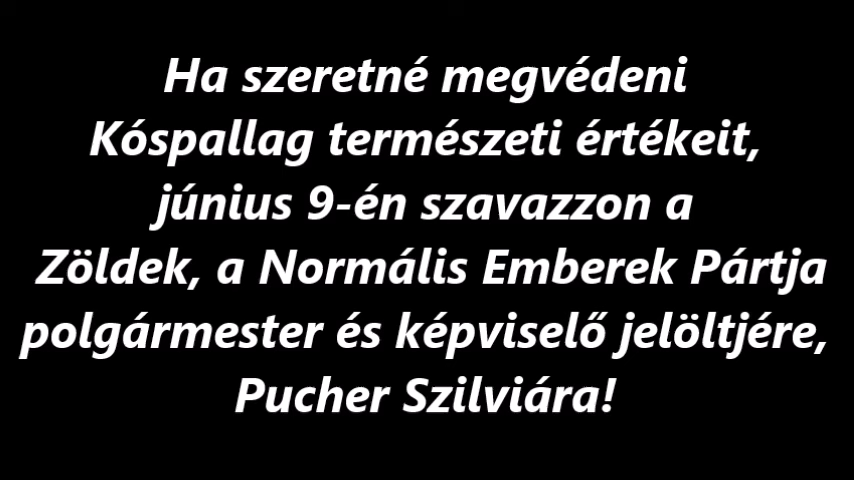 Ha szeretné megvédeni
Kóspallag természeti értékeit,
június 9-én szavazzon a
Zöldek, a Normális Emberek Pártja
polgármester és képviselő jelöltjére,
Pucher Szilviára!